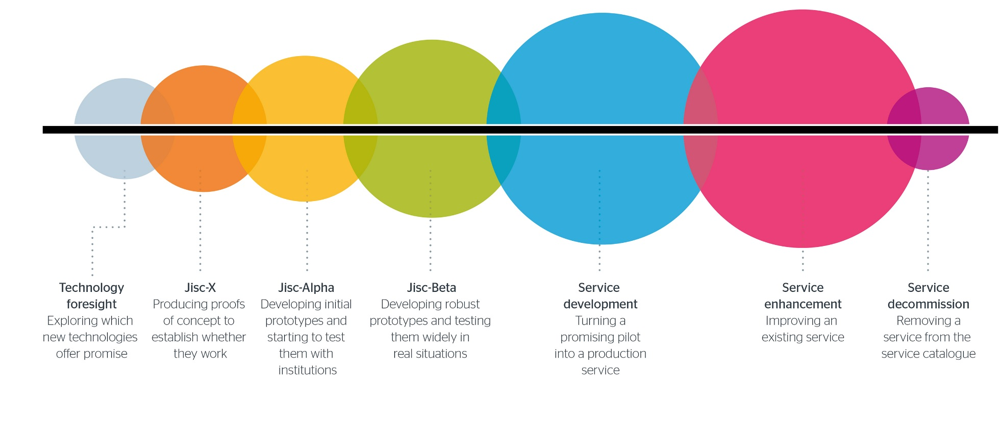 Technology
foresight
Exploring which
new technologies
offer promise
Jisc-X
Producing proofs
of concept to
establish whether
they work
Jisc-Alpha
Developing initial
prototypes and
starting to test
them with
institutions
Jisc-Beta
Developing robust
prototypes and testing
them widely in
real situations
Service
development
Turning a
promising pilot
into a production
service
Service
enhancement
Improving an
existing service
Service
decommission
Removing a
service from the
service catalogue